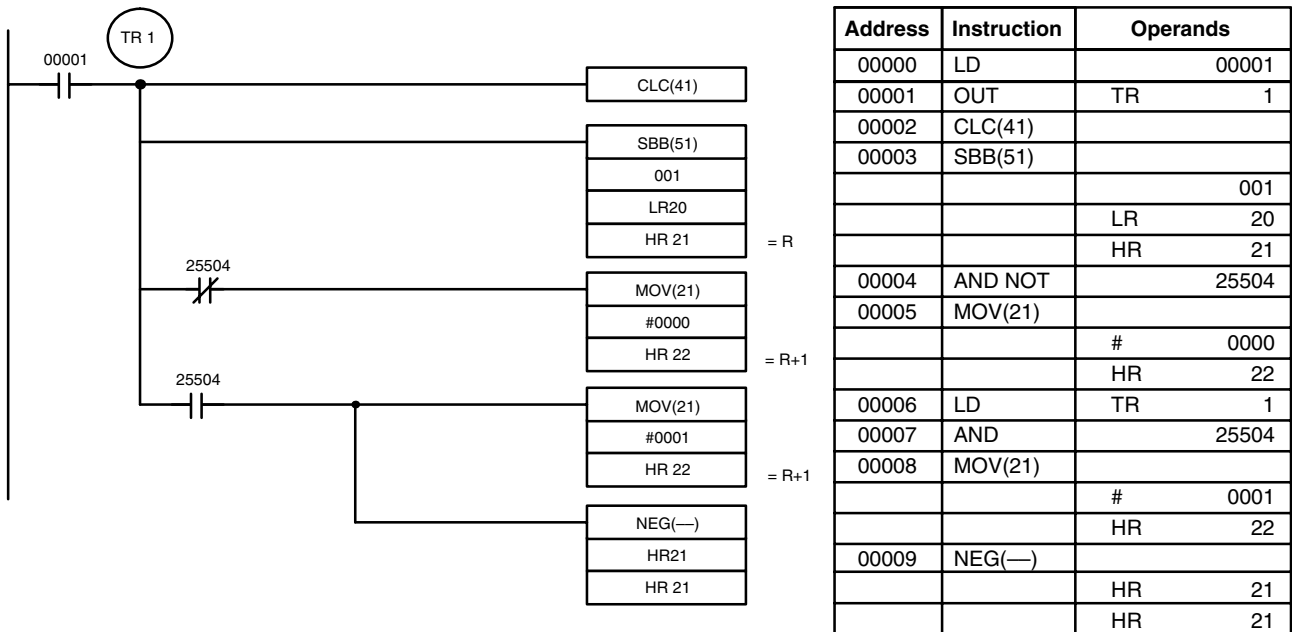 TR 1
00001
CLC(41)
SBB(51)
001
LR20
HR 21 = R
25504
MOV(21)
#0000
HR 22 = R+1
25504
MOV(21)
#0001
HR 22 = R+1
NEG(—)
HR21
HR 21
Address Instruction Operands
00000 LD 00001
00001 OUT TR 1
00002 CLC(41)
00003 SBB(51)
001
LR 20
HR 21
00004 AND NOT 25504
00005 MOV(21)
# 0000
HR 22
00006 LD TR 1
00007 AND 25504
00008 MOV(21)
# 0001
HR 22
00009 NEG(—)
HR 21
HR 21